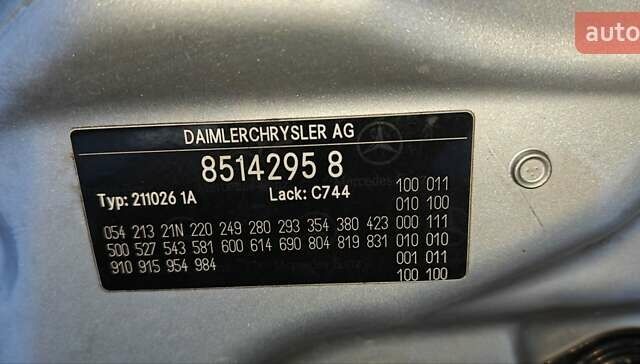 auto
DAIMLERCHRYSLER AG
8514295 8
Typ: 211026 1A Lack: C744
100 011
010 100
054 213 21N 220 249 280 293 354 380 423 000 111
500 527 543 581 600 614 690 804 819 831 010 010
910 915 954 984 001 011
100 100